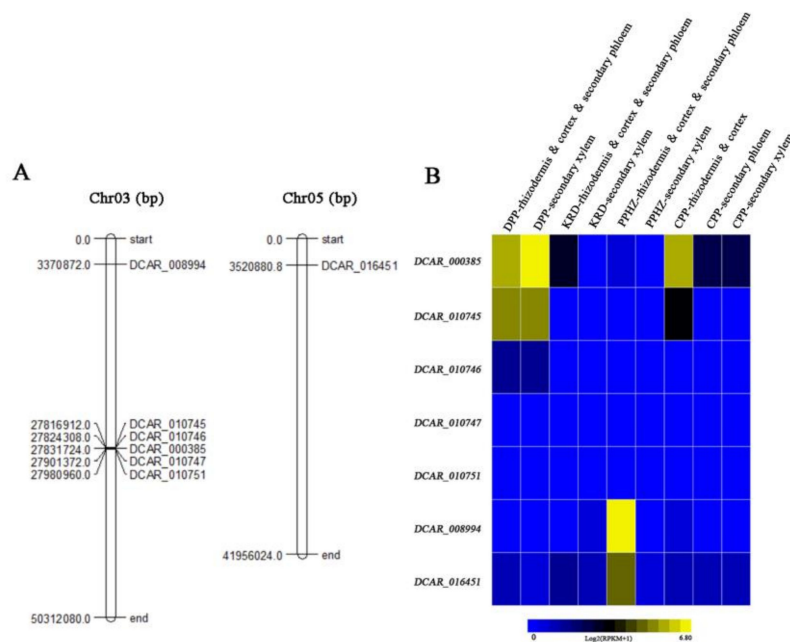 A
Chr03 (bp)
0.0 start
3370872.0 DCAR_008994
27816912.0 DCAR_010745
27824308.0 DCAR_010746
27831724.0 DCAR_000385
27901372.0 DCAR_010747
27980960.0 DCAR_010751
50312080.0 end
Chr05 (bp)
0.0 start
3520880.8 DCAR_016451
41956024.0 end
B
DPP-rhizodermis & cortex & secondary phloem
DPP-secondary xylem
KRD-rhizodermis & cortex & secondary phloem
KRD-secondary xylem
PPHZ-rhizodermis & cortex & secondary phloem
PPHZ-secondary xylem
CPP-rhizodermis & cortex
CPP-secondary phloem
CPP-secondary xylem
DCAR_000385
DCAR_010745
DCAR_010746
DCAR_010747
DCAR_010751
DCAR_008994
DCAR_016451
0 Log2(RPKM+1) 6.80